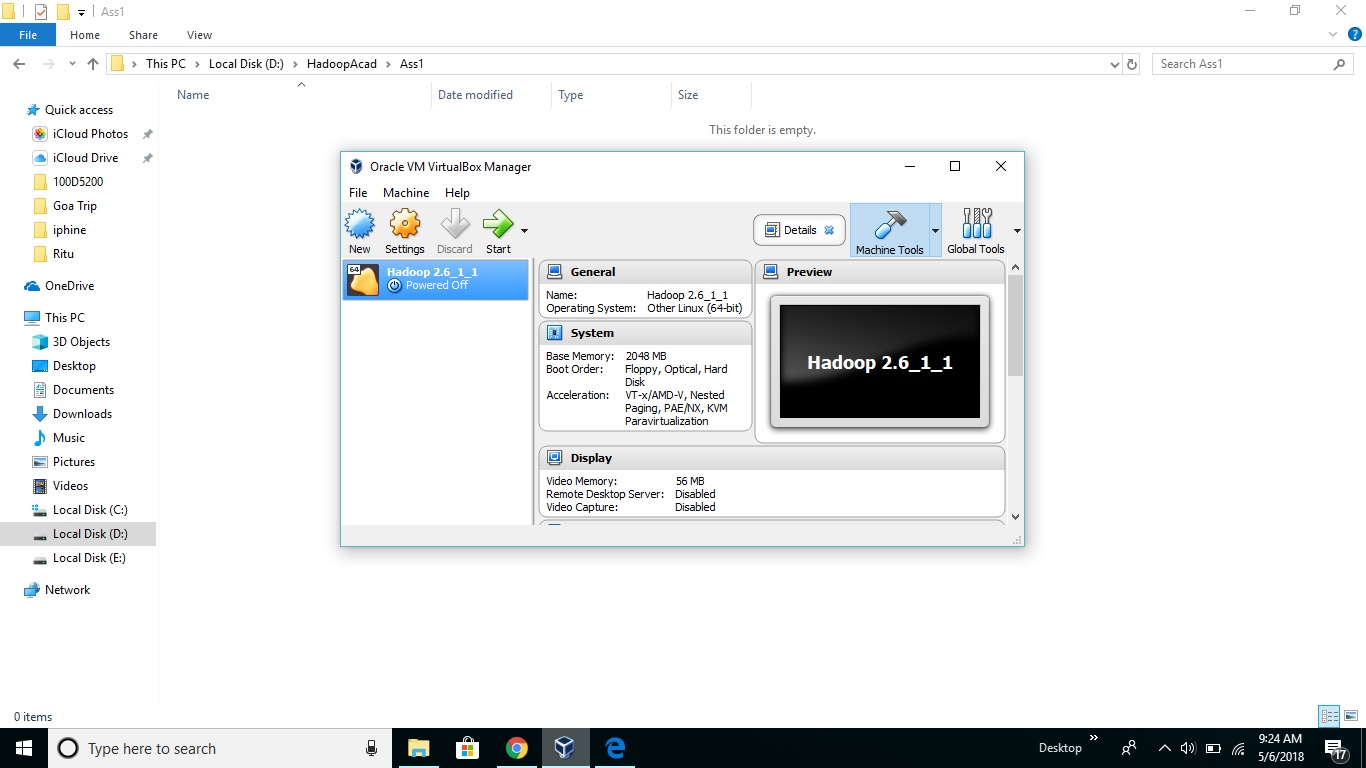 Ass1
File Home Share View
This PC Local Disk (D:) HadoopAcad Ass1 Search Ass1
Name Date modified Type Size
This folder is empty.
Quick access
iCloud Photos
iCloud Drive
100D5200
Goa Trip
iphine
Ritu
OneDrive
This PC
3D Objects
Desktop
Documents
Downloads
Music
Pictures
Videos
Local Disk (C:)
Local Disk (D:)
Local Disk (E:)
Network
Oracle VM VirtualBox Manager
File Machine Help
New Settings Discard Start Details Machine Tools Global Tools
64
Hadoop 2.6_1_1
Powered Off
General
Name: Hadoop 2.6_1_1
Operating System: Other Linux (64-bit)
System
Base Memory: 2048 MB
Boot Order: Floppy, Optical, Hard
Disk
Acceleration: VT-x/AMD-V, Nested
Paging, PAE/NX, KVM
Paravirtualization
Preview
Hadoop 2.6_1_1
Display
Video Memory: 56 MB
Remote Desktop Server: Disabled
Video Capture: Disabled
0 items
Type here to search
Desktop
9:24 AM
5/6/2018
17